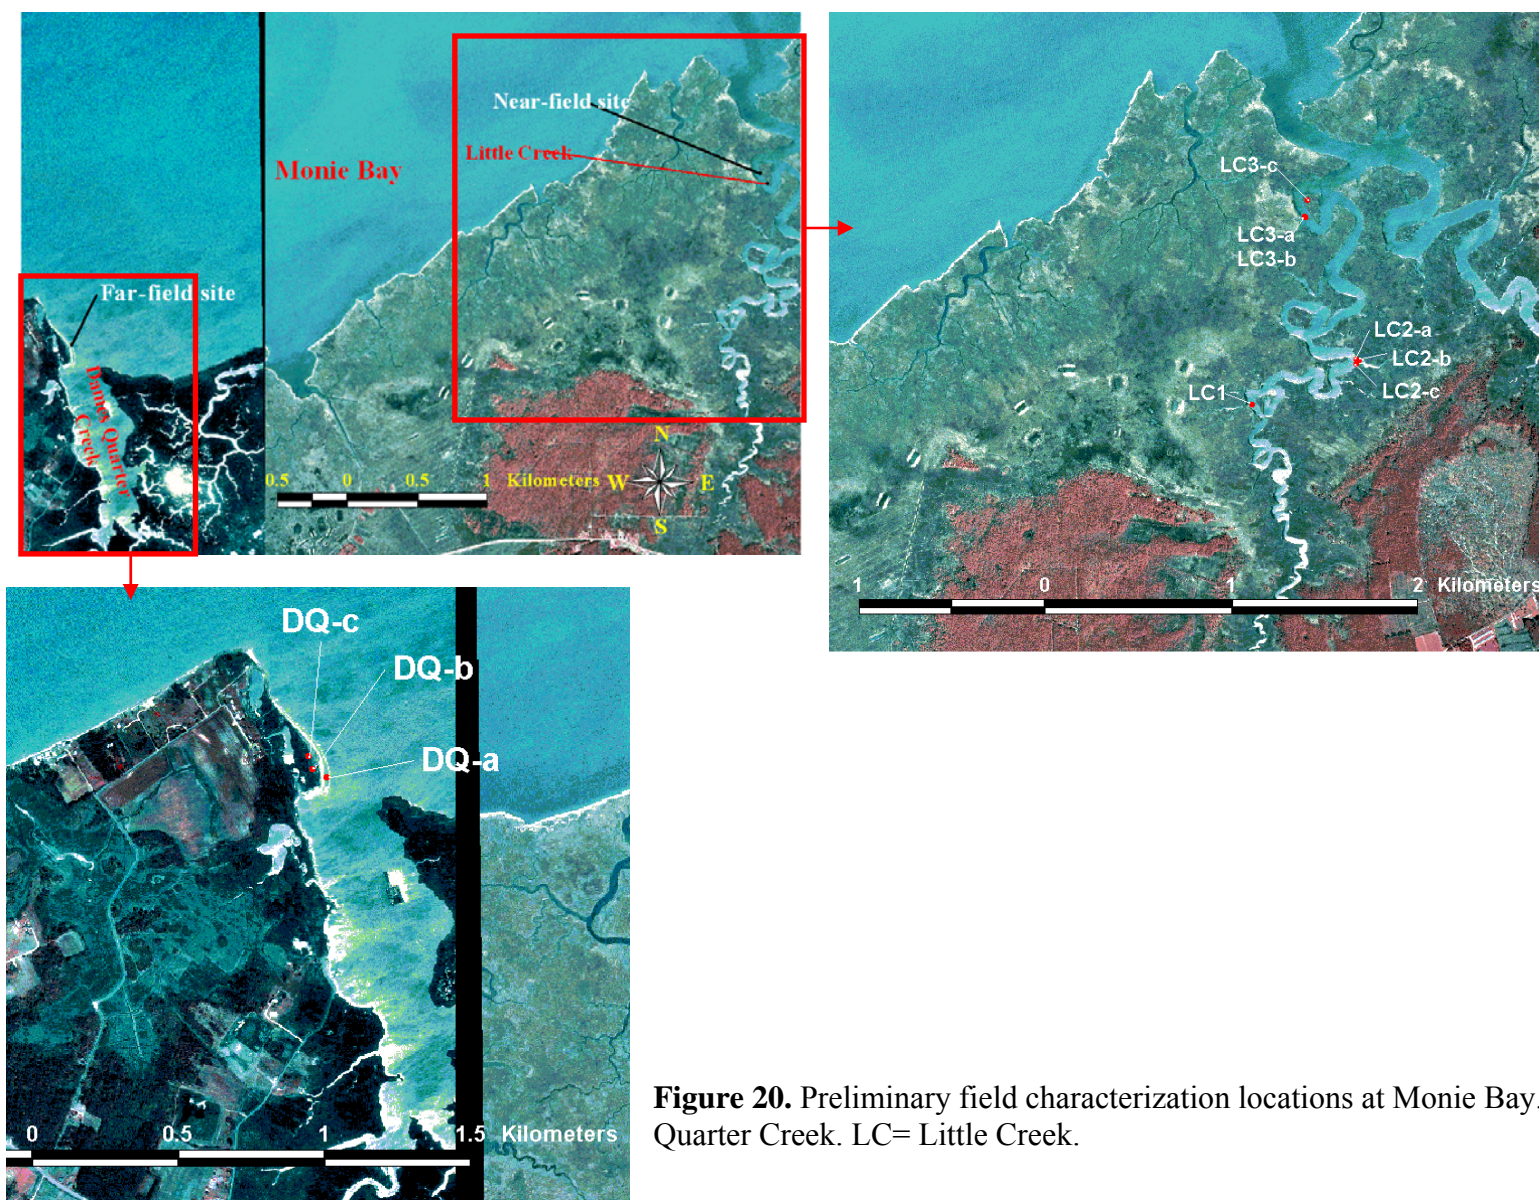 Near-field site
Little Creek
Monie Bay
Far-field site
Dames Quarter
Creek
0.5 0 0.5 1 Kilometers
N
W E
S
LC3-c
LC3-a
LC3-b
LC2-a
LC2-b
LC2-c
LC1
1 0 1 2 Kilometers
DQ-c
DQ-b
DQ-a
0 0.5 1 1.5 Kilometers
Figure 20. Preliminary field characterization locations at Monie Bay.
Quarter Creek. LC= Little Creek.